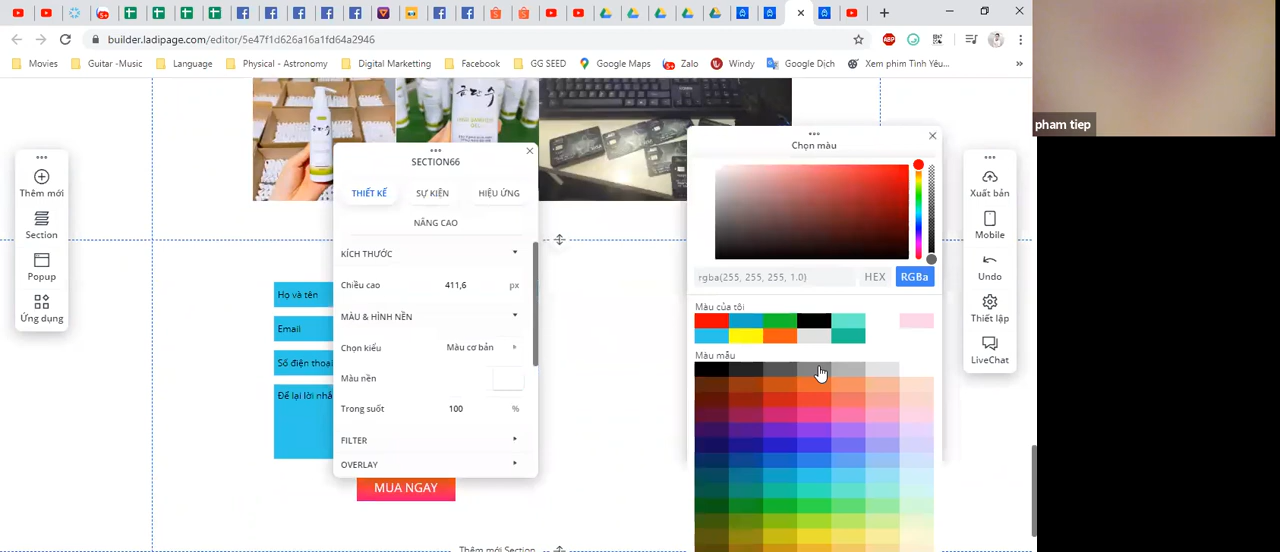 builder.ladipage.com/editor/5e47f1d626a16a1fd64a2946
Movies
Guitar -Music
Language
Physical - Astronomy
Digital Marketting
Facebook
GG SEED
Google Maps
Zalo
Windy
Google Dịch
Xem phim Tình Yêu...
pham tiep
Thêm mới
Section
Popup
Ứng dụng
SECTION66
THIẾT KẾ
SỰ KIỆN
HIỆU ỨNG
NÂNG CAO
KÍCH THƯỚC
Chiều cao
411,6
px
MÀU & HÌNH NỀN
Chọn kiểu
Màu cơ bản
Màu nền
Trong suốt
100
%
FILTER
OVERLAY
Họ và tên
Email
Số điện thoại
Để lại lời nhắ
MUA NGAY
Thêm mới Section
Chọn màu
rgba(255, 255, 255, 1.0)
HEX
RGBa
Màu của tôi
Màu mẫu
Xuất bản
Mobile
Undo
Thiết lập
LiveChat
ABP